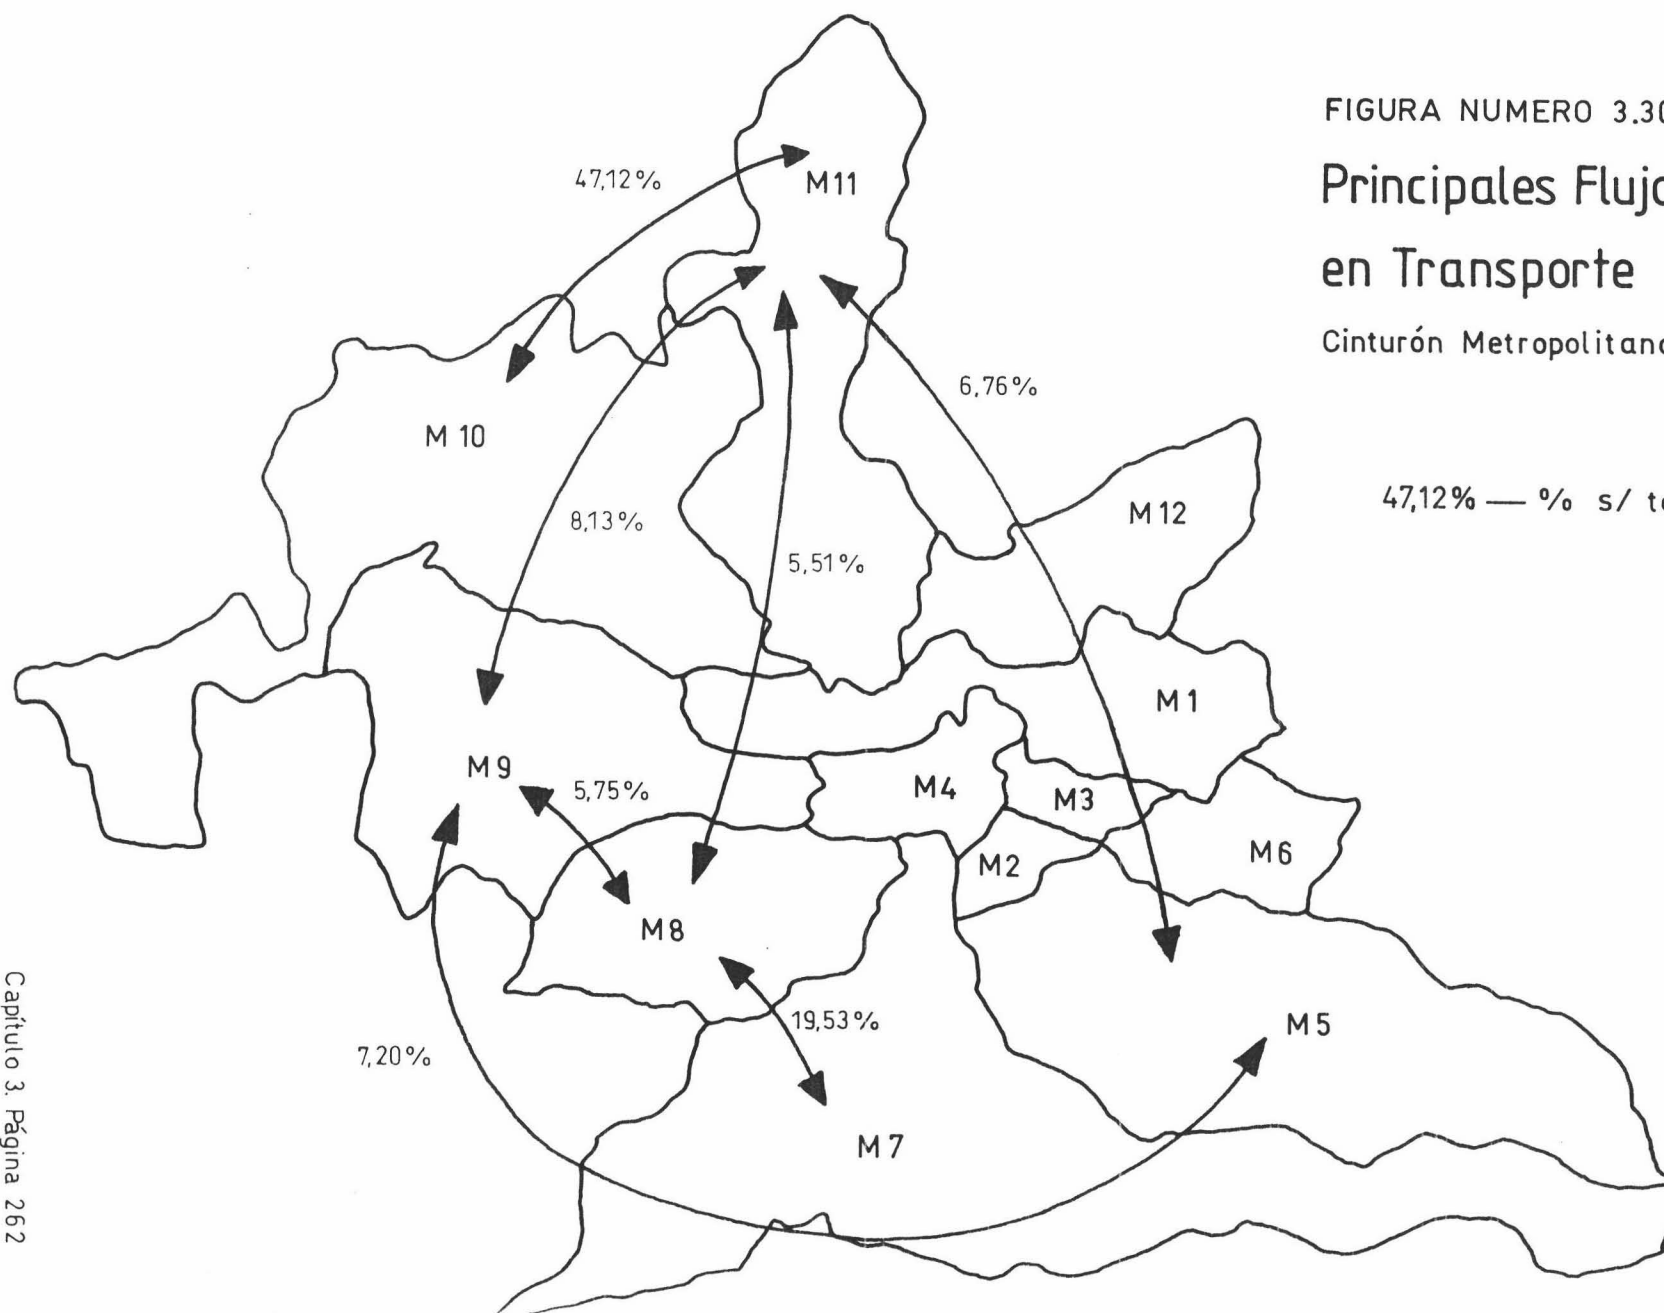 FIGURA NUMERO 3.30
Principales Flujo
en Transporte
Cinturón Metropolitano
47,12% — % s/
47,12%
M11
6,76%
M10
M12
8,13%
5,51%
M1
M9
5,75%
M4
M3
M2
M6
M8
19,53%
M5
7,20%
M7
Capítulo 3. Página 262